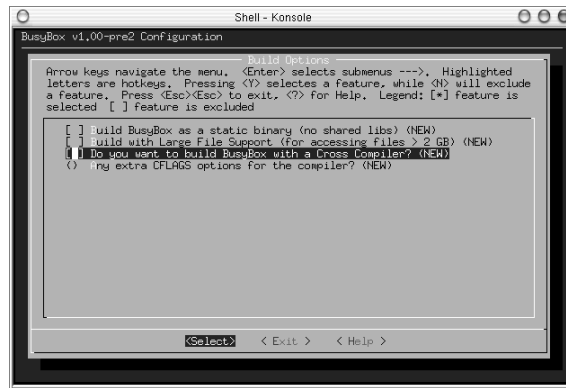 Shell - Konsole
BusyBox v1.00-pre2 Configuration
Build Options
Arrow keys navigate the menu. <Enter> selects submenus --->. Highlighted
letters are hotkeys. Pressing <Y> selectes a feature, while <N> will exclude
a feature. Press <Esc><Esc> to exit, <?> for Help. Legend: [*] feature is
selected [ ] feature is excluded
[ ] Build BusyBox as a static binary (no shared libs) (NEW)
[ ] Build with Large File Support (for accessing files > 2 GB) (NEW)
[ ] Do you want to build BusyBox with a Cross Compiler? (NEW)
() Any extra CFLAGS options for the compiler? (NEW)
<Select> < Exit > < Help >